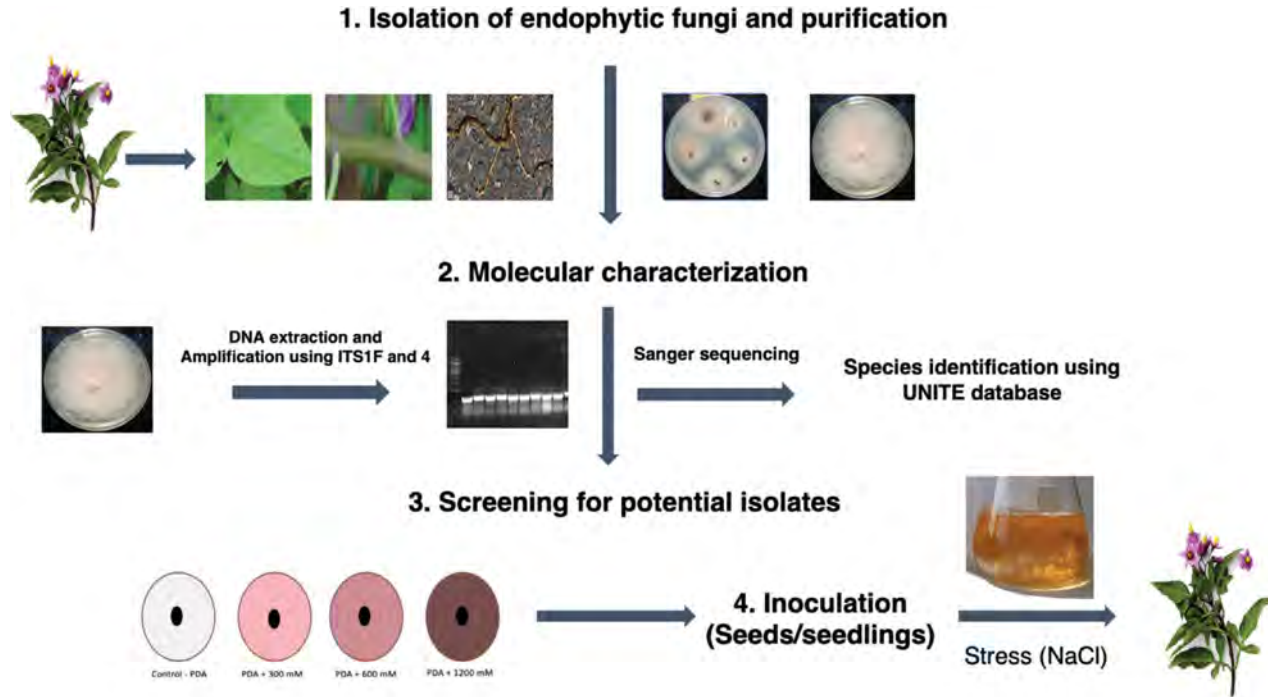 1. Isolation of endophytic fungi and purification
2. Molecular characterization
DNA extraction and
Amplification using ITS1F and 4
Sanger sequencing
Species identification using
UNITE database
3. Screening for potential isolates
Control - PDA
PDA + 300 mM
PDA + 600 mM
PDA + 1200 mM
4. Inoculation
(Seeds/seedlings)
Stress (NaCl)